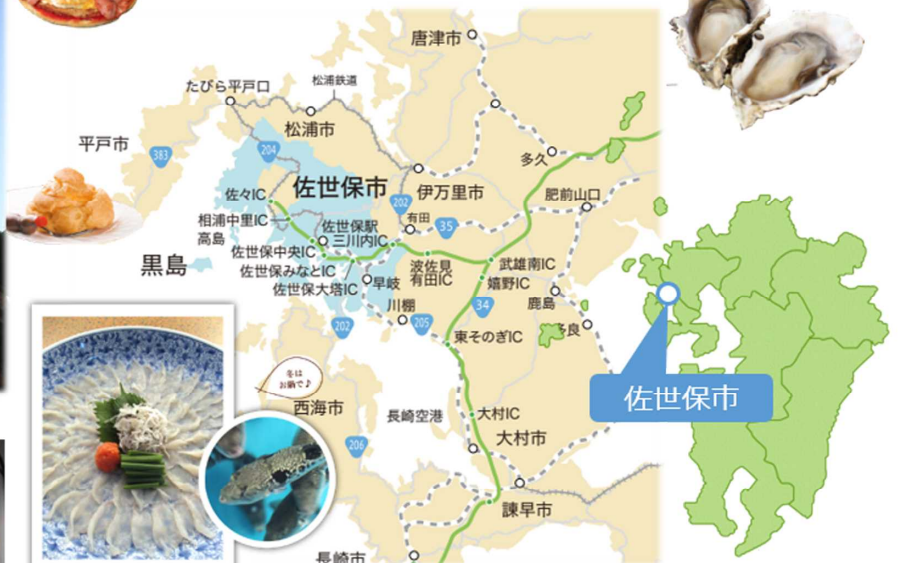 唐津市
松浦鉄道
たびら平戸口
松浦市
平戸市
383
204
多久
佐世保市
佐々IC
伊万里市
肥前山口
202
有田
35
相浦中里IC
高島
佐世保駅
三川内IC
佐世保中央IC
黒島
佐世保みなとIC
佐世保大塔IC
早岐
波佐見
有田IC
武雄南IC
嬉野IC
川棚
34
鹿島
202
205
東そのぎIC
多良
冬は
お鍋で♪
西海市
長崎空港
大村IC
大村市
206
諫早市
長崎市
佐世保市